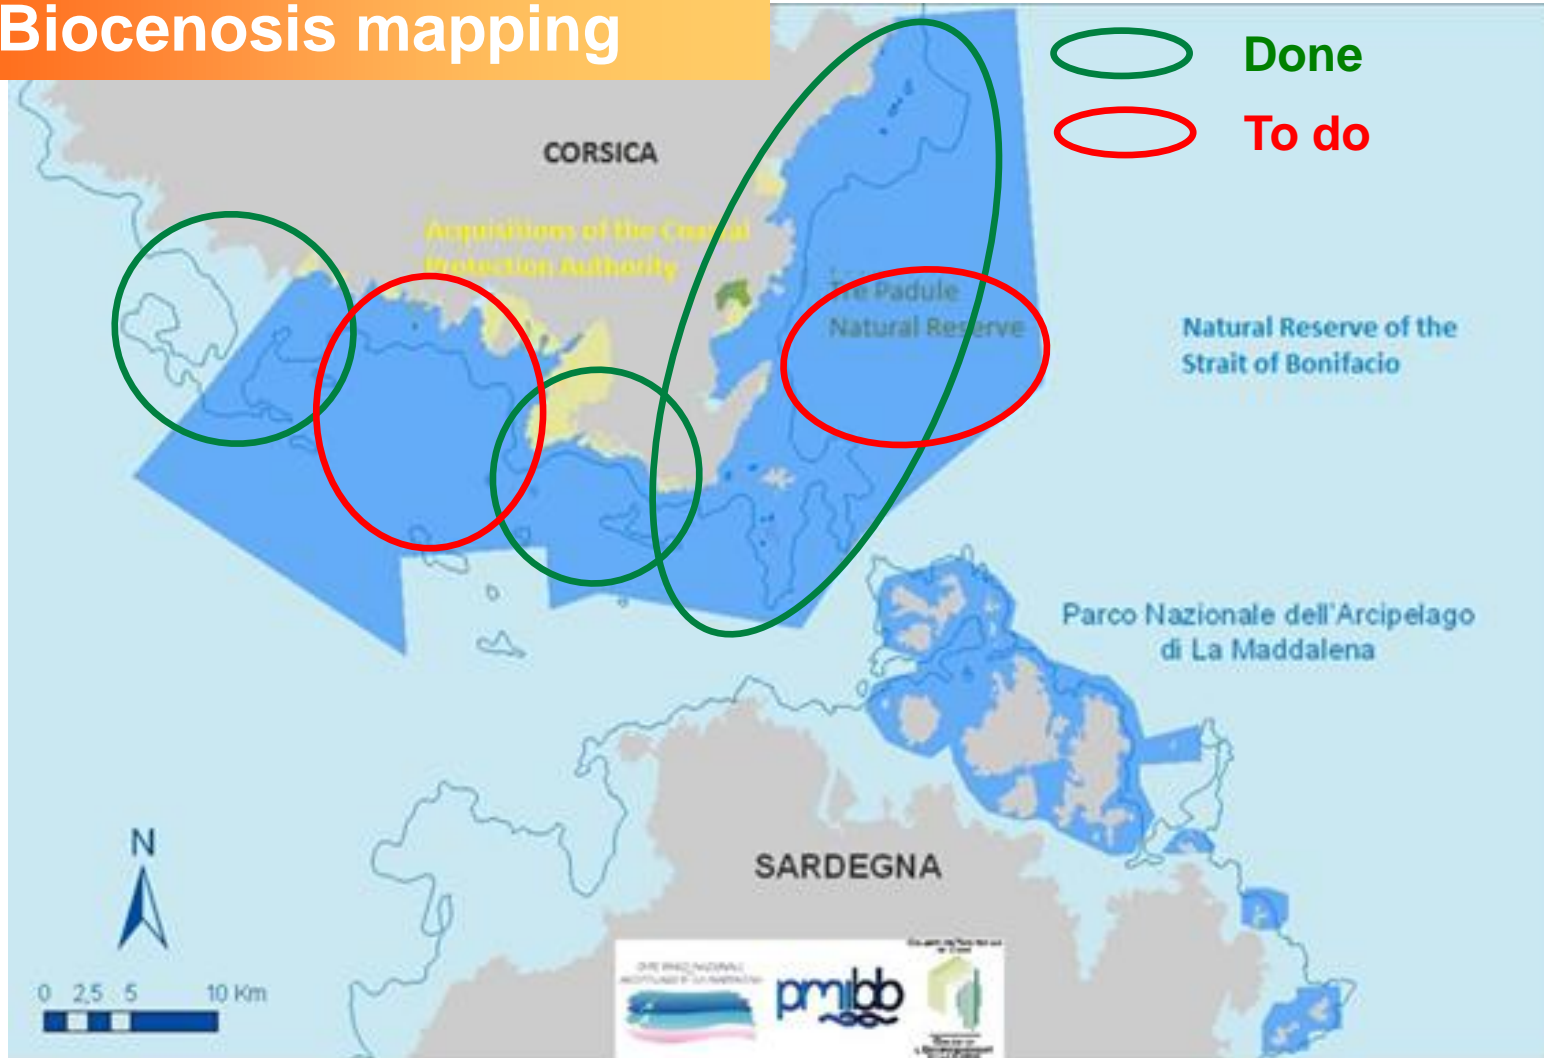 Biocenosis mapping
Done
To do
CORSICA
Acquisitions of the Coastal
Protection Authority
Tre Padule
Natural Reserve
Natural Reserve of the
Strait of Bonifacio
Parco Nazionale dell'Arcipelago
di La Maddalena
SARDEGNA
N
0 2,5 5 10 Km
pmibb